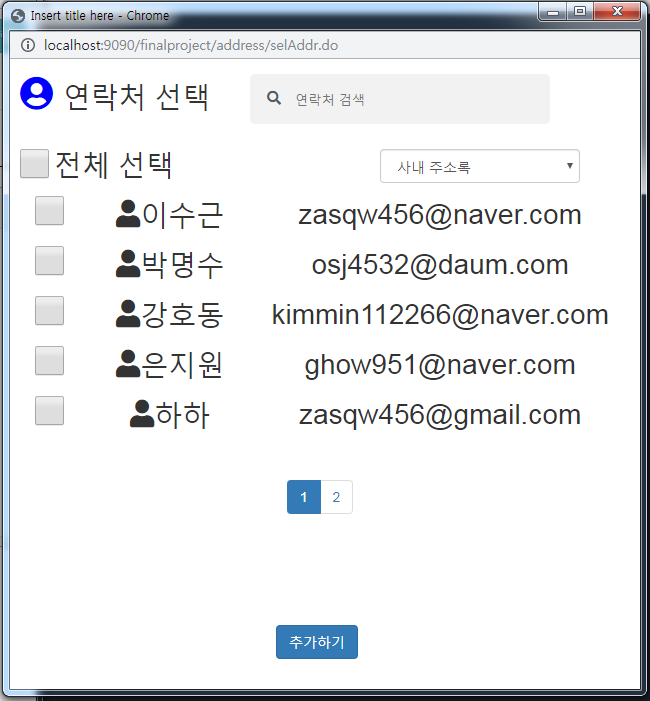 Insert title here - Chrome
localhost:9090/finalproject/address/selAddr.do
연락처 선택
연락처 검색
전체 선택
사내 주소록
이수근 zasqw456@naver.com
박명수 osj4532@daum.com
강호동 kimmin112266@naver.com
은지원 ghow951@naver.com
하하 zasqw456@gmail.com
1 2
추가하기